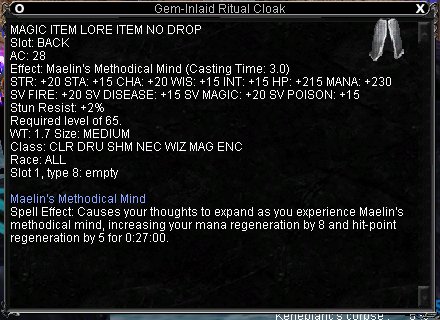 Gem-Inlaid Ritual Cloak
MAGIC ITEM LORE ITEM NO DROP
Slot: BACK
AC: 28
Effect: Maelin's Methodical Mind (Casting Time: 3.0)
STR: +20 STA: +15 CHA: +20 WIS: +15 INT: +15 HP: +215 MANA: +230
SV FIRE: +20 SV DISEASE: +15 SV MAGIC: +20 SV POISON: +15
Stun Resist: +2%
Required level of 65.
WT: 1.7 Size: MEDIUM
Class: CLR DRU SHM NEC WIZ MAG ENC
Race: ALL
Slot 1, type 8: empty
Maelin's Methodical Mind
Spell Effect: Causes your thoughts to expand as you experience Maelin's
methodical mind, increasing your mana regeneration by 8 and hit-point
regeneration by 5 for 0:27:00.
corpse